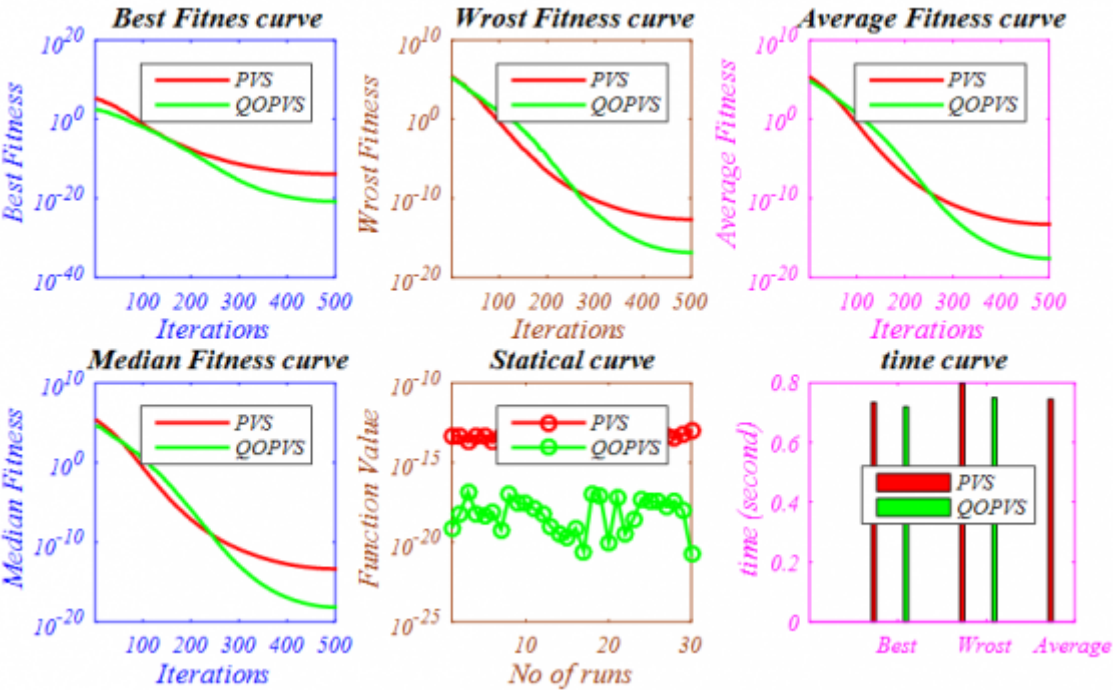 Best Fitnes curve
Best Fitness
10^20
10^0
10^-20
10^-40
PVS
QOPVS
100 200 300 400 500
Iterations
Wrost Fitness curve
Wrost Fitness
10^10
10^0
10^-10
10^-20
PVS
QOPVS
100 200 300 400 500
Iterations
Average Fitness curve
Average Fitness
10^10
10^0
10^-10
10^-20
PVS
QOPVS
100 200 300 400 500
Iterations
Median Fitness curve
Median Fitness
10^10
10^0
10^-10
10^-20
PVS
QOPVS
100 200 300 400 500
Iterations
Statical curve
Function Value
10^-10
10^-15
10^-20
10^-25
PVS
QOPVS
10 20 30
No of runs
time curve
time (second)
0.8
0.6
0.4
0.2
0
PVS
QOPVS
Best Wrost Average